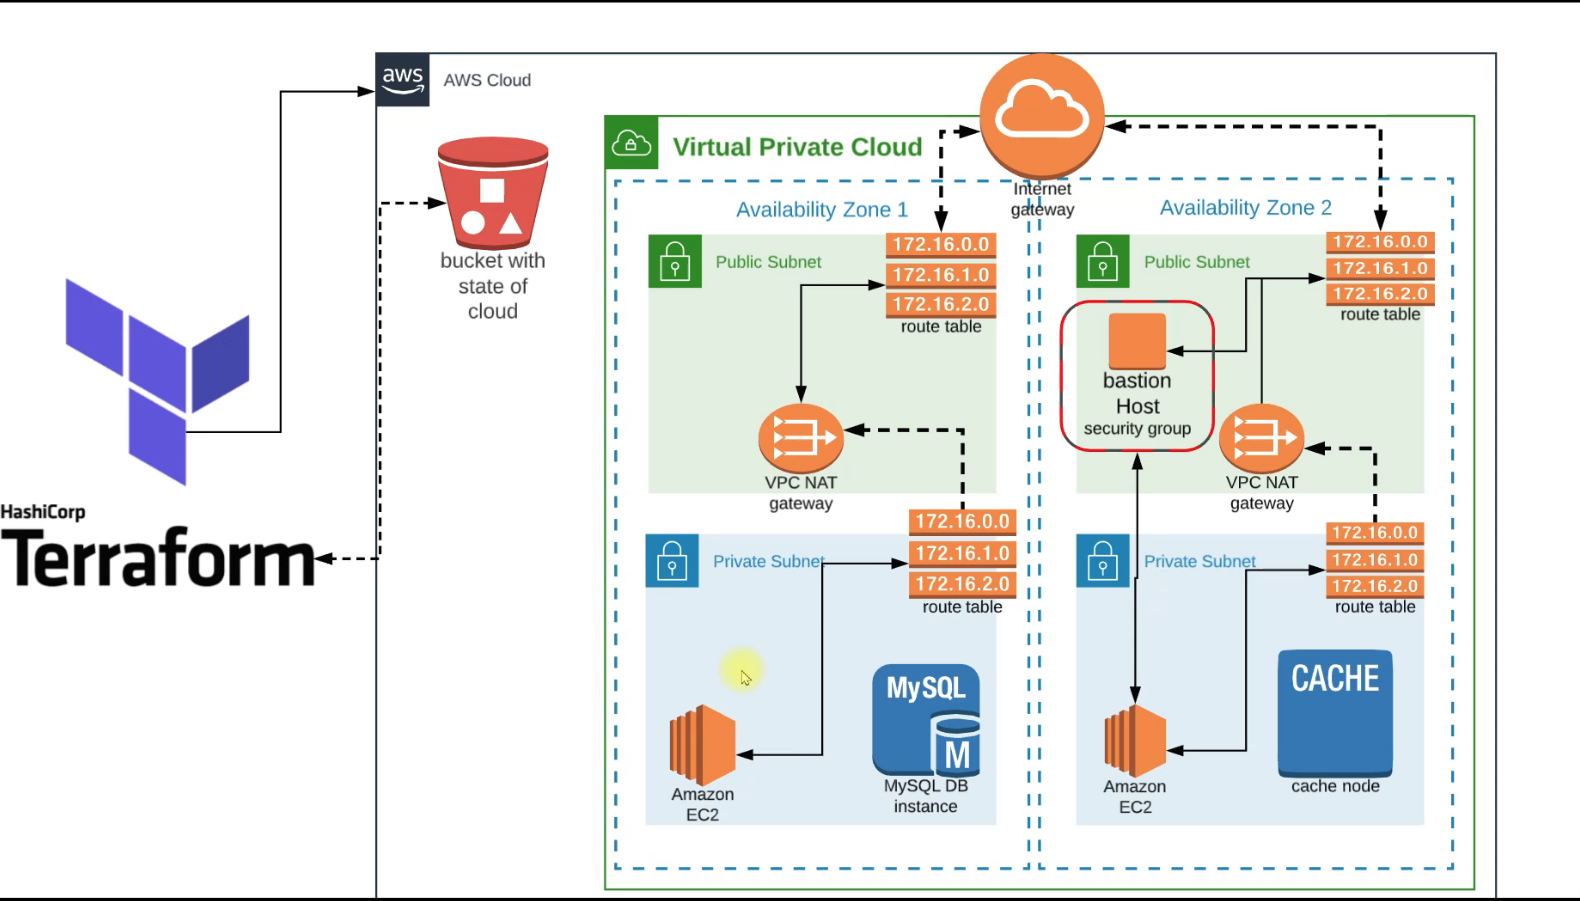 aws
AWS Cloud
bucket with
state of
cloud
HashiCorp
Terraform
Virtual Private Cloud
Internet
gateway
Availability Zone 1
Public Subnet
172.16.0.0
172.16.1.0
172.16.2.0
route table
VPC NAT
gateway
Private Subnet
172.16.0.0
172.16.1.0
172.16.2.0
route table
Amazon
EC2
MySQL
M
MySQL DB
instance
Availability Zone 2
Public Subnet
172.16.0.0
172.16.1.0
172.16.2.0
route table
bastion
Host
security group
VPC NAT
gateway
Private Subnet
172.16.0.0
172.16.1.0
172.16.2.0
route table
Amazon
EC2
CACHE
cache node